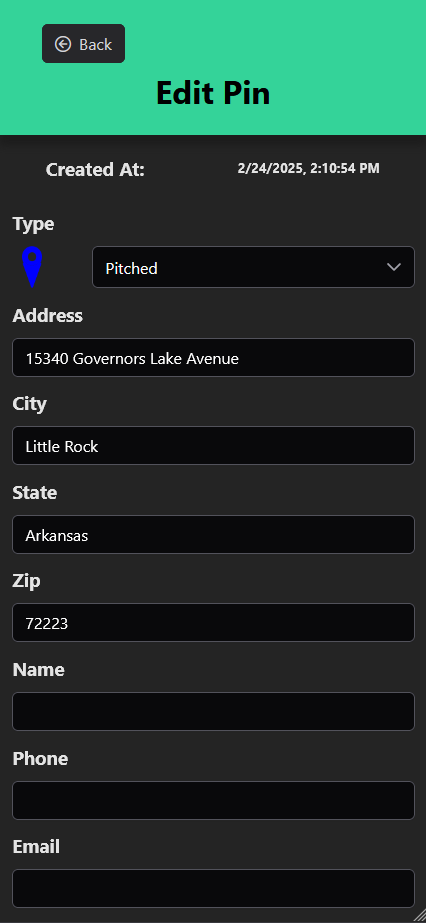 Back
Edit Pin
Created At: 2/24/2025, 2:10:54 PM
Type
Pitched
Address
15340 Governors Lake Avenue
City
Little Rock
State
Arkansas
Zip
72223
Name
Phone
Email